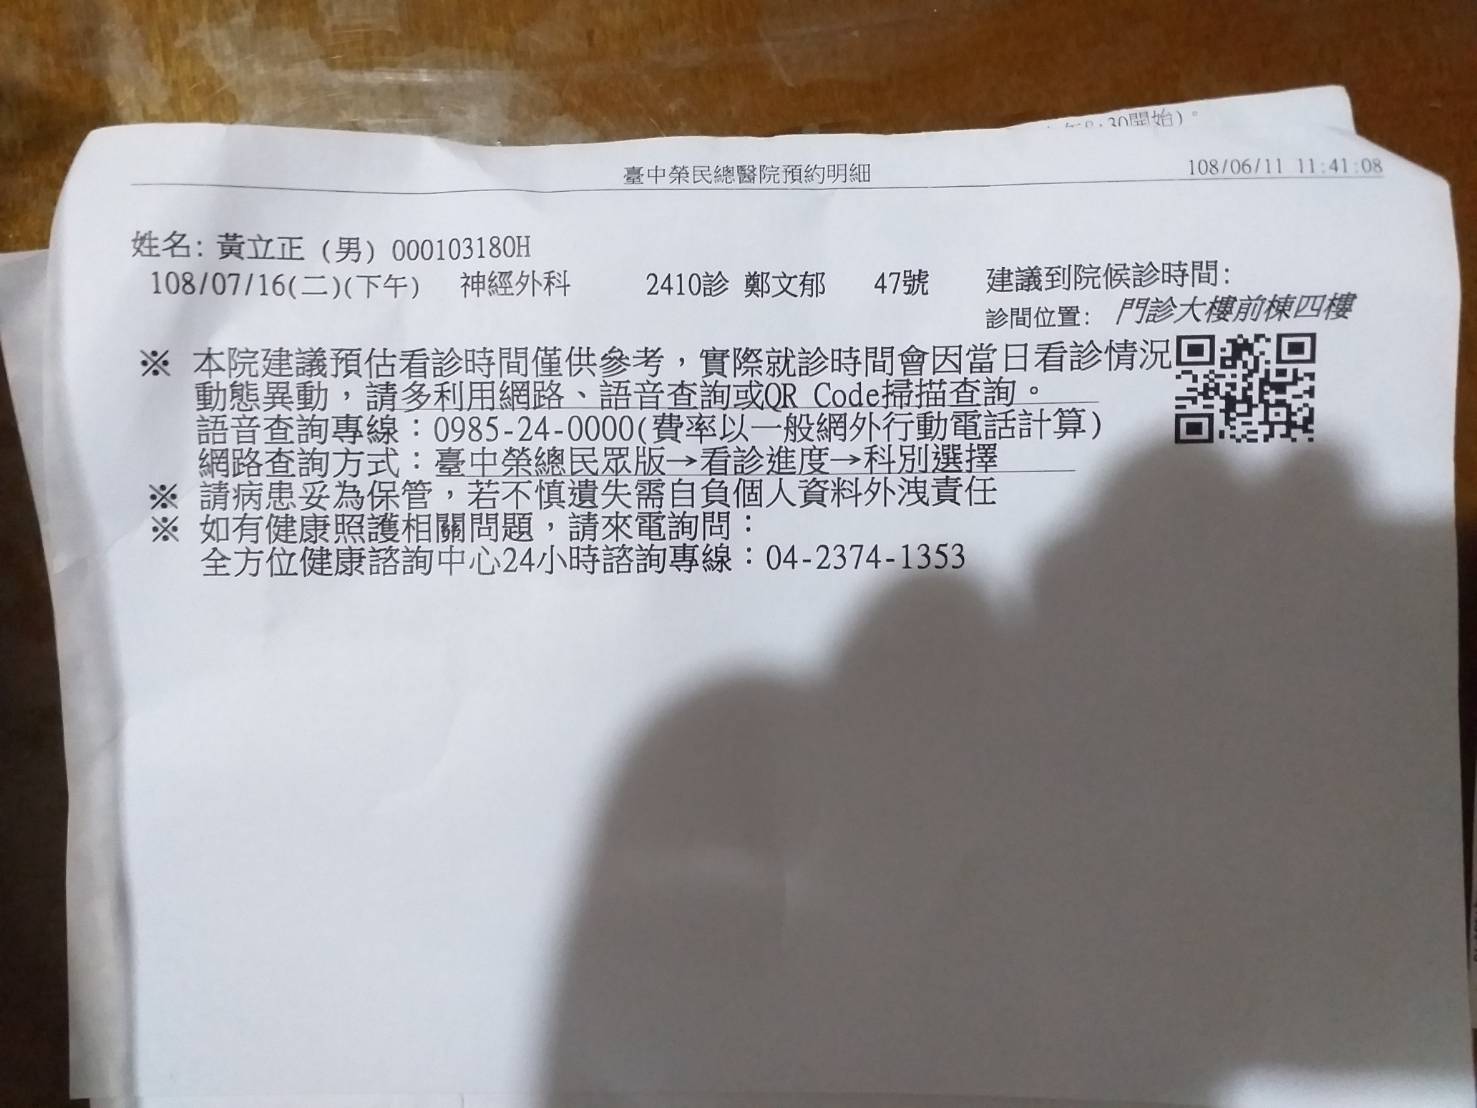 午8:30開始)。
臺中榮民總醫院預約明細 108/06/11 11:41:08
姓名: 黃立正 (男) 000103180H
108/07/16(二)(下午) 神經外科 2410診 鄭文郁 47號 建議到院候診時間:
診間位置: 門診大樓前棟四樓
※ 本院建議預估看診時間僅供參考，實際就診時間會因當日看診情況
動態異動，請多利用網路、語音查詢或QR Code掃描查詢。
語音查詢專線：0985-24-0000(費率以一般網外行動電話計算)
網路查詢方式：臺中榮總民眾版→看診進度→科別選擇
※ 請病患妥為保管，若不慎遺失需自負個人資料外洩責任
※ 如有健康照護相關問題，請來電詢問：
全方位健康諮詢中心24小時諮詢專線：04-2374-1353